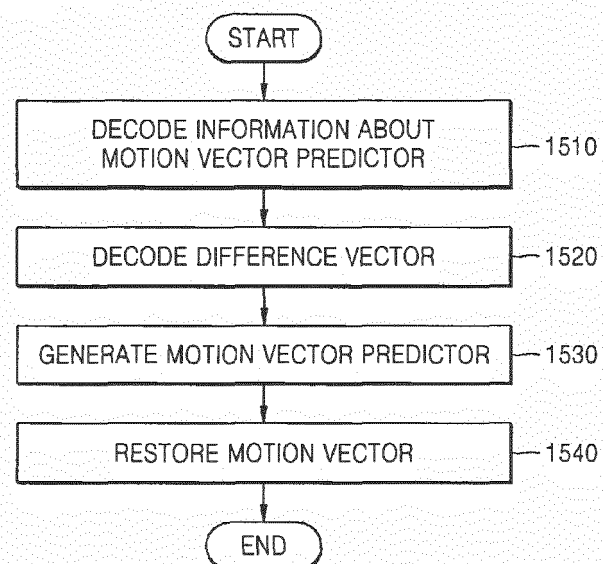 START
DECODE INFORMATION ABOUT
MOTION VECTOR PREDICTOR
1510
DECODE DIFFERENCE VECTOR
1520
GENERATE MOTION VECTOR PREDICTOR
1530
RESTORE MOTION VECTOR
1540
END